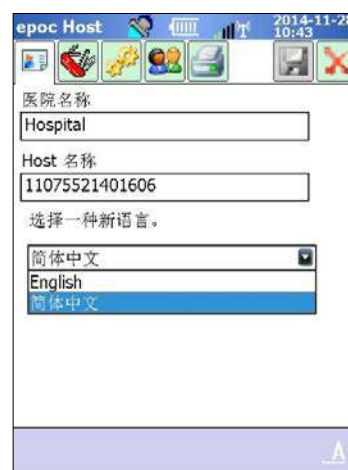 epoc Host
2014-11-28
10:43
医院名称
Hospital
Host 名称
11075521401606
选择一种新语言。
简体中文
English
简体中文
A